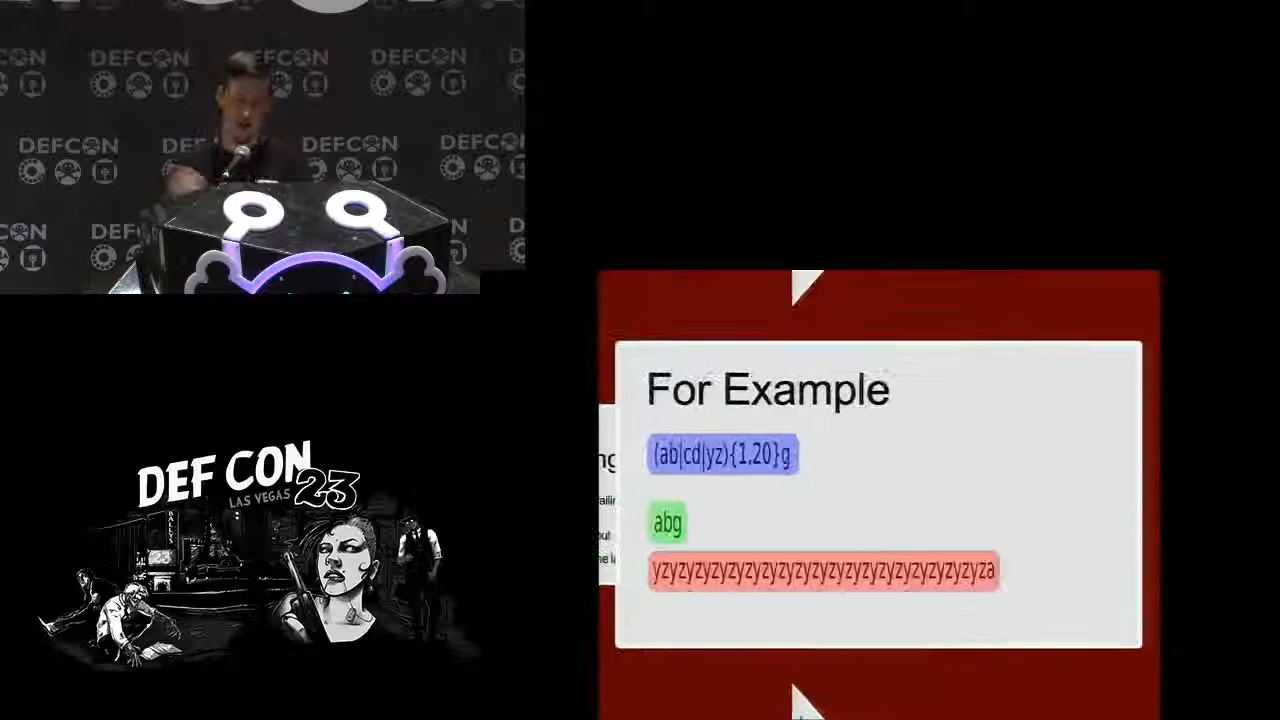 DEFCON
DEFCON
DEFCON
DEFCON
DEFCON
DEFCON
DEFCON
For Example
(ab|cd|yz){1,20}g
abg
yzyzyzyzyzyzyzyzyzyzyzyzyzyzyzyzyzyzyzyza
DEF CON
23
LAS VEGAS
BALLYS